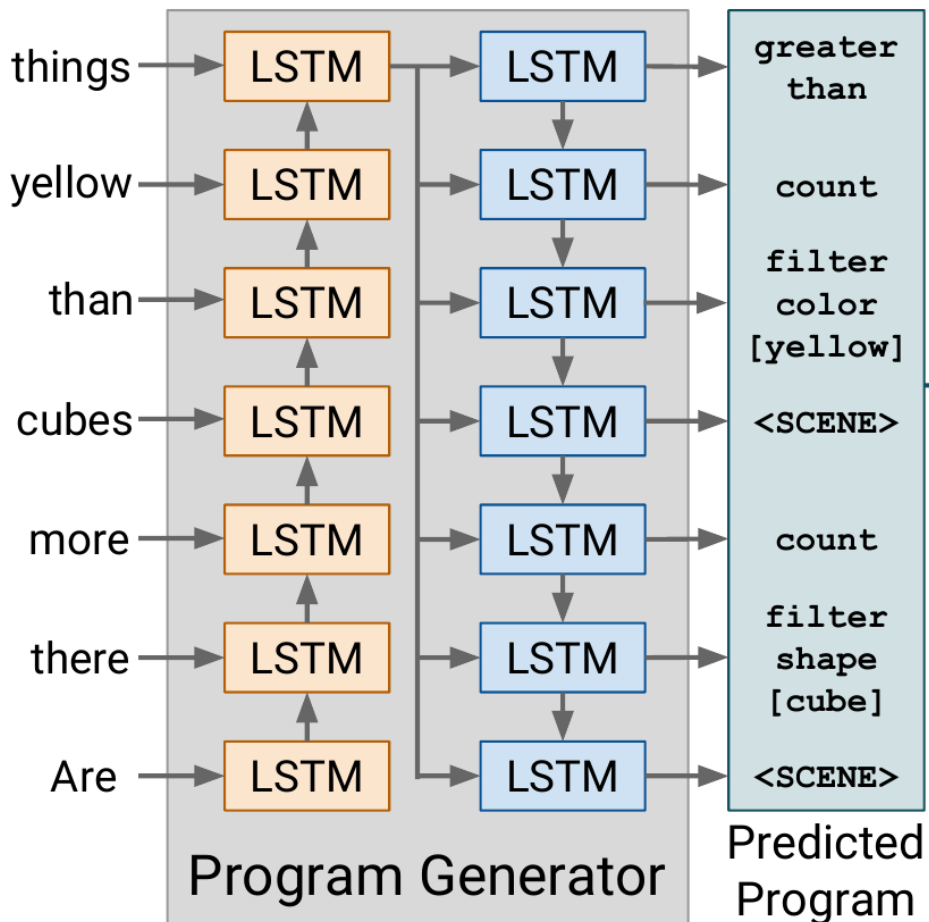 things
LSTM
LSTM
greater
than
yellow
LSTM
LSTM
count
than
LSTM
LSTM
filter
color
[yellow]
cubes
LSTM
LSTM
<SCENE>
more
LSTM
LSTM
count
there
LSTM
LSTM
filter
shape
[cube]
Are
LSTM
LSTM
<SCENE>
Program Generator
Predicted
Program